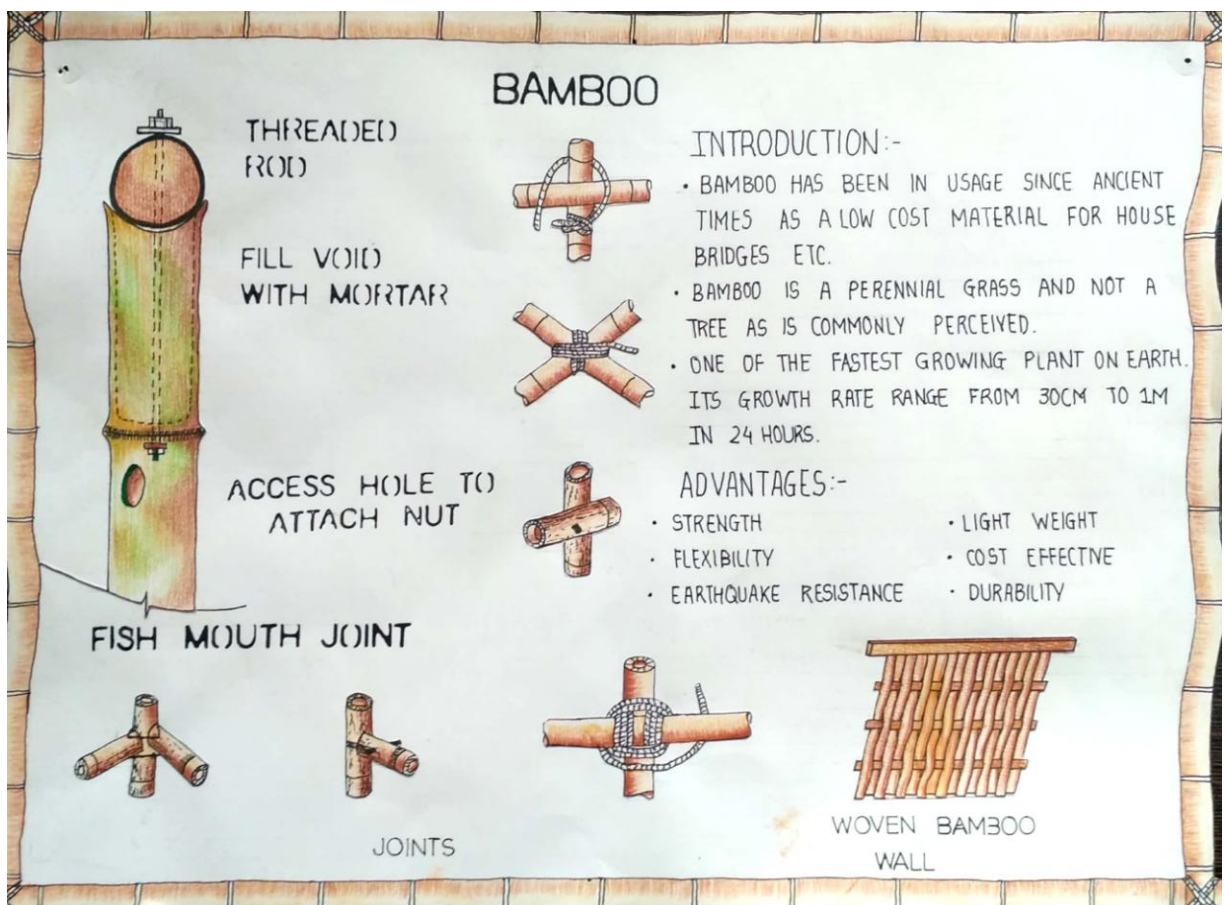 BAMBOO
THREADED
ROD
FILL VOID
WITH MORTAR
ACCESS HOLE TO
ATTACH NUT
FISH MOUTH JOINT
INTRODUCTION:-
• BAMBOO HAS BEEN IN USAGE SINCE ANCIENT
TIMES AS A LOW COST MATERIAL FOR HOUSE
BRIDGES ETC.
• BAMBOO IS A PERENNIAL GRASS AND NOT A
TREE AS IS COMMONLY PERCEIVED.
• ONE OF THE FASTEST GROWING PLANT ON EARTH.
ITS GROWTH RATE RANGE FROM 30CM TO 1M
IN 24 HOURS.
ADVANTAGES:-
• STRENGTH
• FLEXIBILITY
• EARTHQUAKE RESISTANCE
• LIGHT WEIGHT
• COST EFFECTIVE
• DURABILITY
JOINTS
WOVEN BAMBOO
WALL